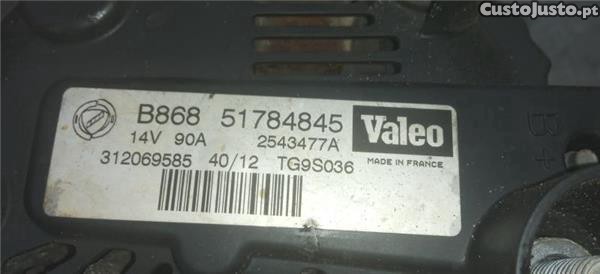 CustoJusto.pt
B868 51784845
14V 90A 2543477A
312069585 40/12 TG9S036
Valeo
MADE IN FRANCE
B+